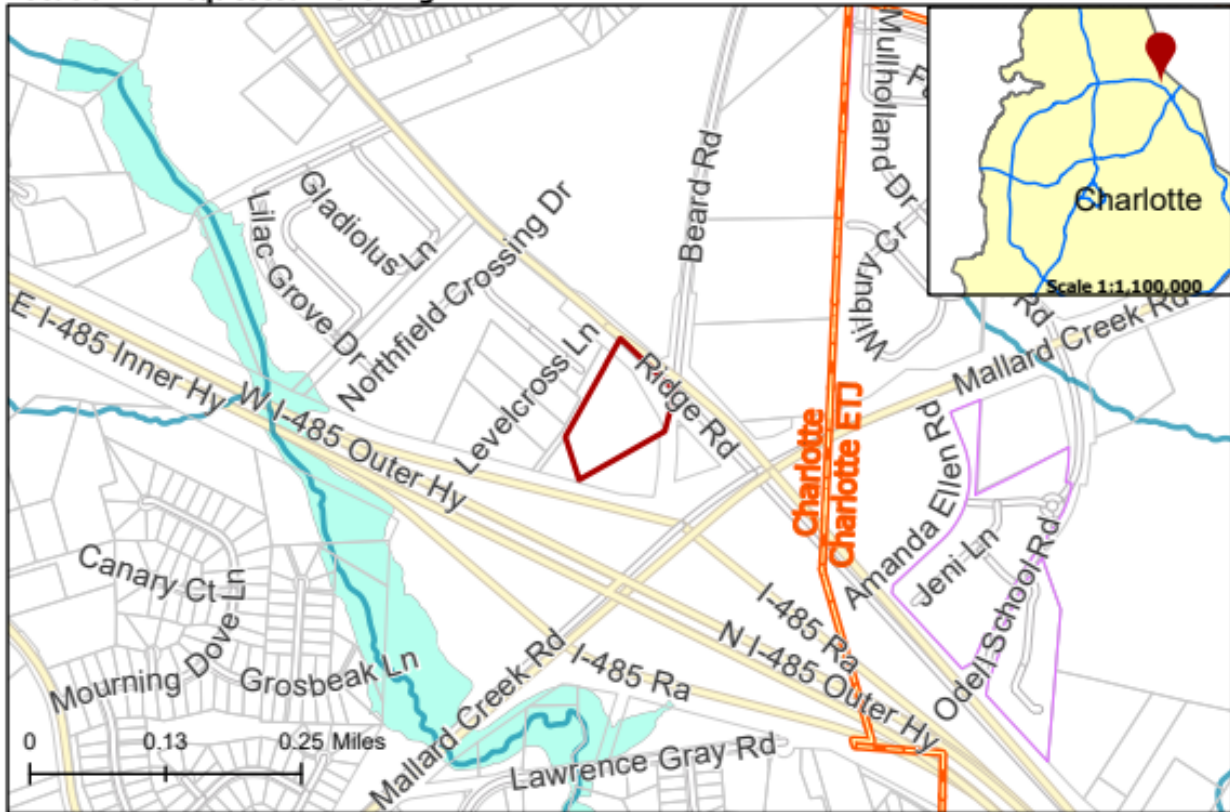 Mullholland Dr
Charlotte
Scale 1:1,100,000
Beard Rd
Gladiolus Ln
Lilac Grove Dr
Northfield Crossing Dr
Wilbury Cr
Rd
Mallard Creek Rd
E I-485 Inner Hy
W I-485 Outer Hy
Levelcross Ln
Ridge Rd
Charlotte
Charlotte ETJ
Amanda Ellen Rd
Jeni Ln
Odell School Rd
Canary Ct
Mourning Dove Ln
Grosbeak Ln
I-485 Ra
I-485 Ra
N I-485 Outer Hy
Mallard Creek Rd
Lawrence Gray Rd
0 0.13 0.25 Miles